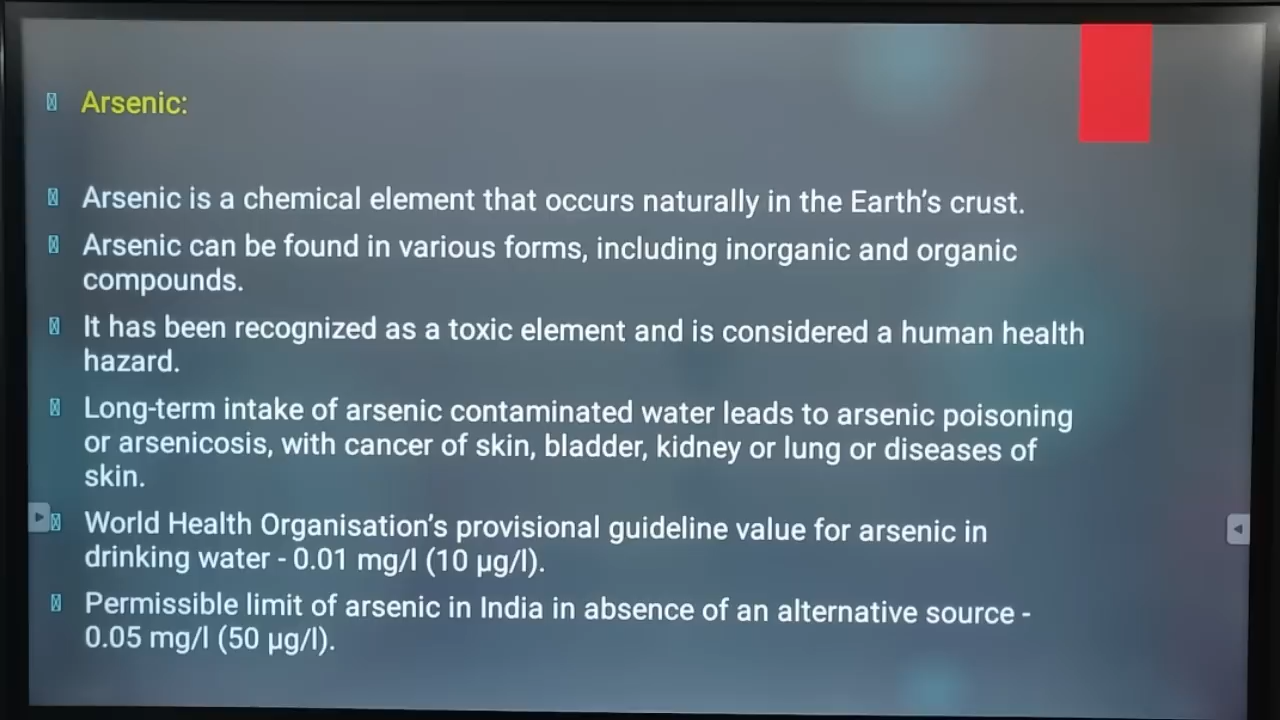 Arsenic:
Arsenic is a chemical element that occurs naturally in the Earth's crust.
Arsenic can be found in various forms, including inorganic and organic
compounds.
It has been recognized as a toxic element and is considered a human health
hazard.
Long-term intake of arsenic contaminated water leads to arsenic poisoning
or arsenicosis, with cancer of skin, bladder, kidney or lung or diseases of
skin.
World Health Organisation's provisional guideline value for arsenic in
drinking water - 0.01 mg/l (10 µg/l).
Permissible limit of arsenic in India in absence of an alternative source -
0.05 mg/l (50 µg/l).